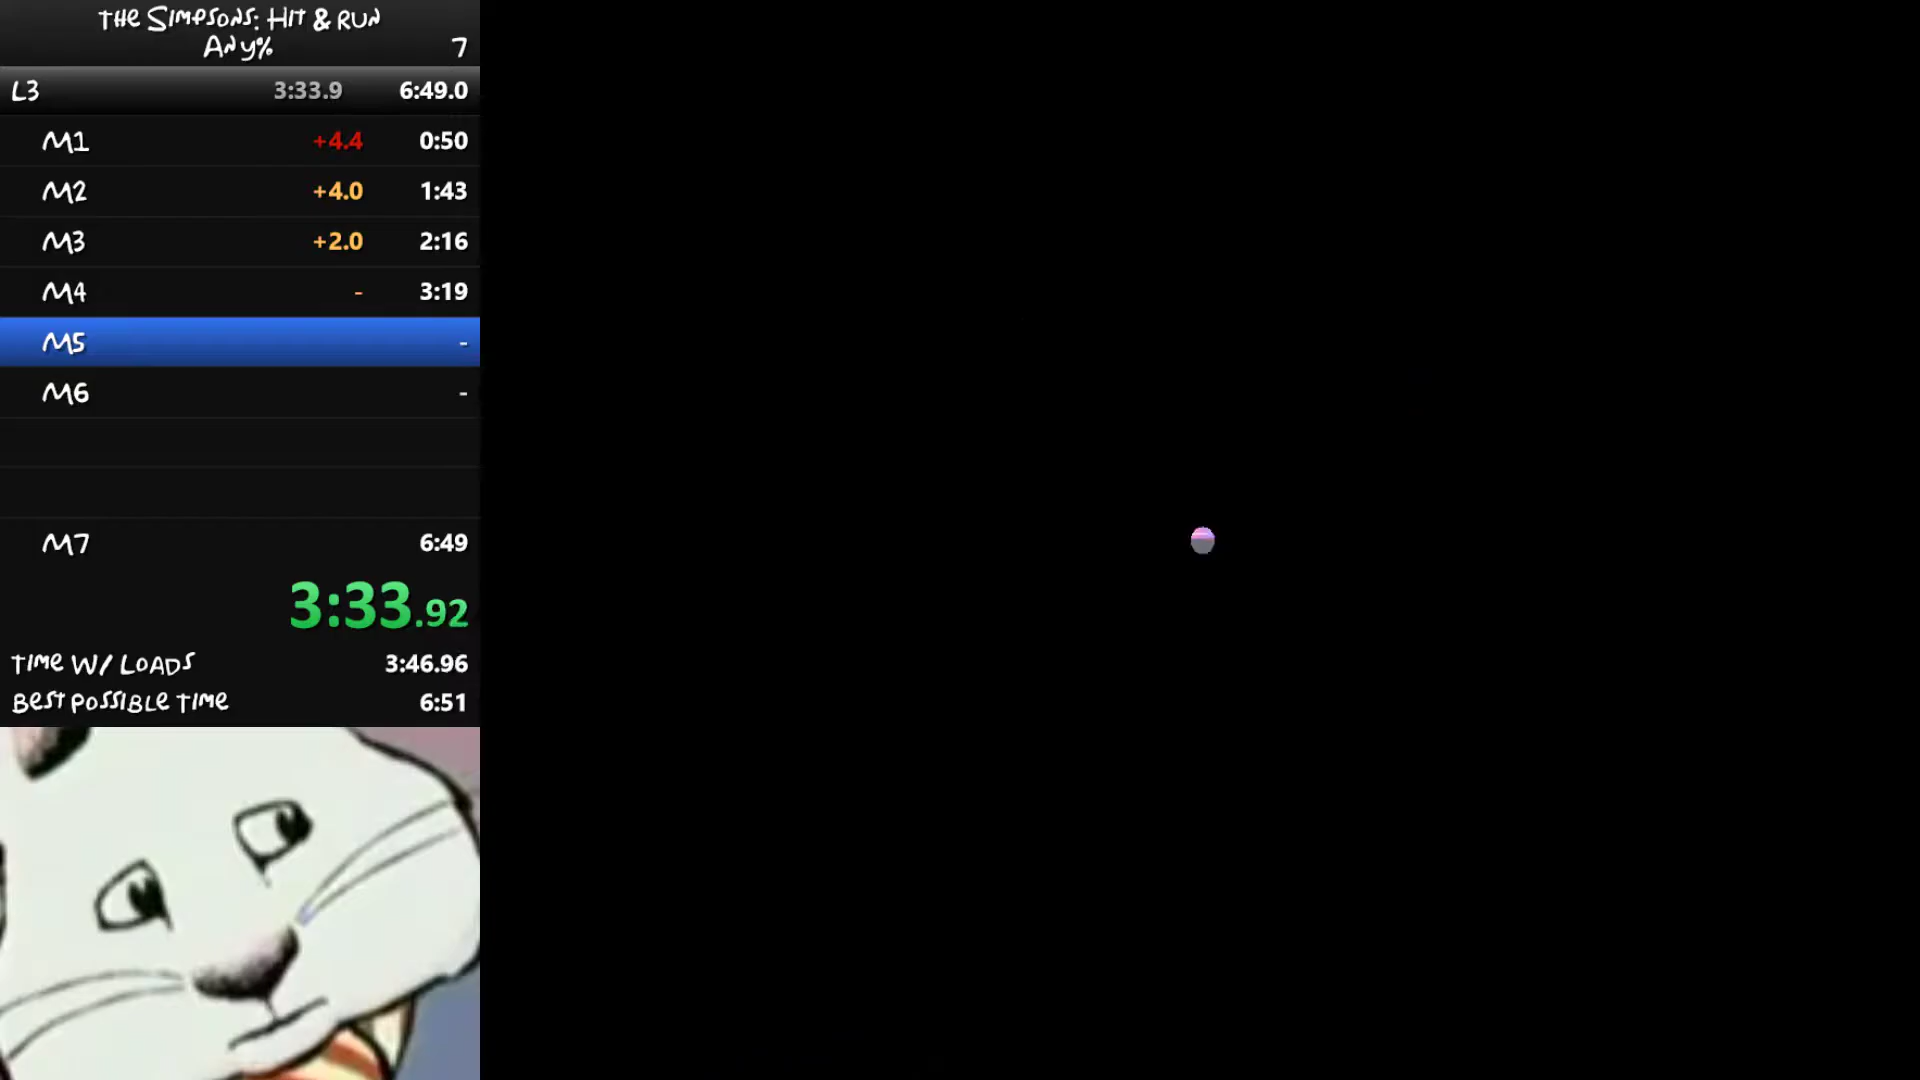 The Simpsons: Hit & Run
Any% 7
L3 3:33.9 6:49.0
M1 +4.4 0:50
M2 +4.0 1:43
M3 +2.0 2:16
M4 - 3:19
M5 -
M6 -
M7 6:49
3:33.92
Time w/ Loads 3:46.96
Best Possible Time 6:51